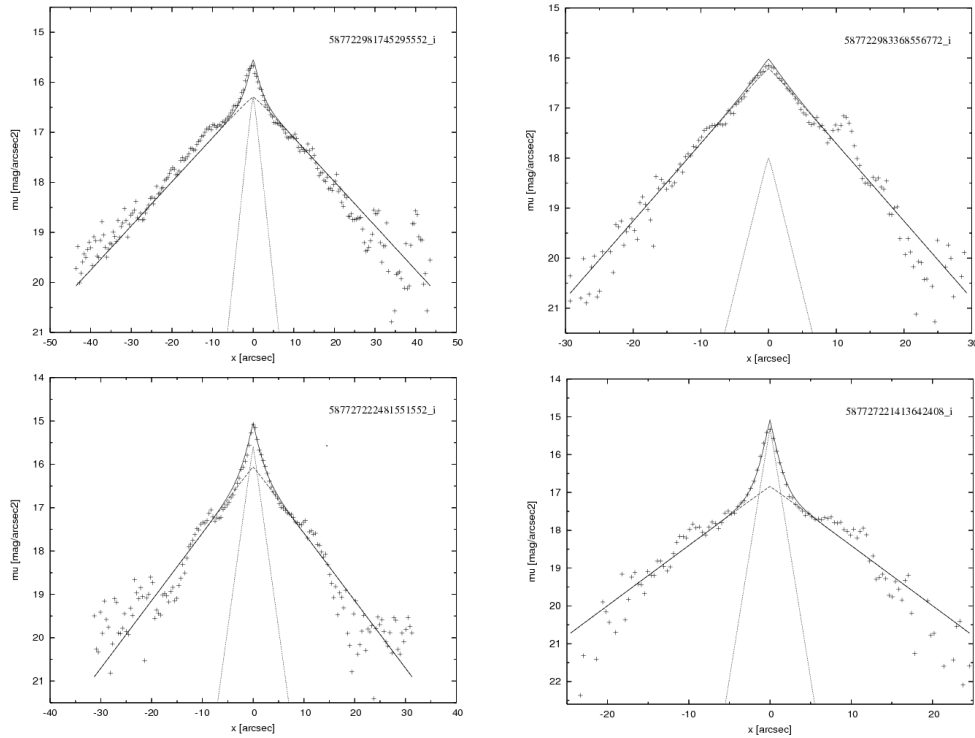 587722981745295552_i
mu [mag/arcsec2]
14
15
16
17
18
19
20
21
-50 -40 -30 -20 -10 0 10 20 30 40 50
x [arcsec]
587722983368556772_i
mu [mag/arcsec2]
15
16
17
18
19
20
21
-30 -20 -10 0 10 20 30
x [arcsec]
587727222481551552_i
mu [mag/arcsec2]
14
15
16
17
18
19
20
21
-40 -30 -20 -10 0 10 20 30 40
x [arcsec]
587727221413642408_i
mu [mag/arcsec2]
14
15
16
17
18
19
20
21
22
-20 -10 0 10 20
x [arcsec]